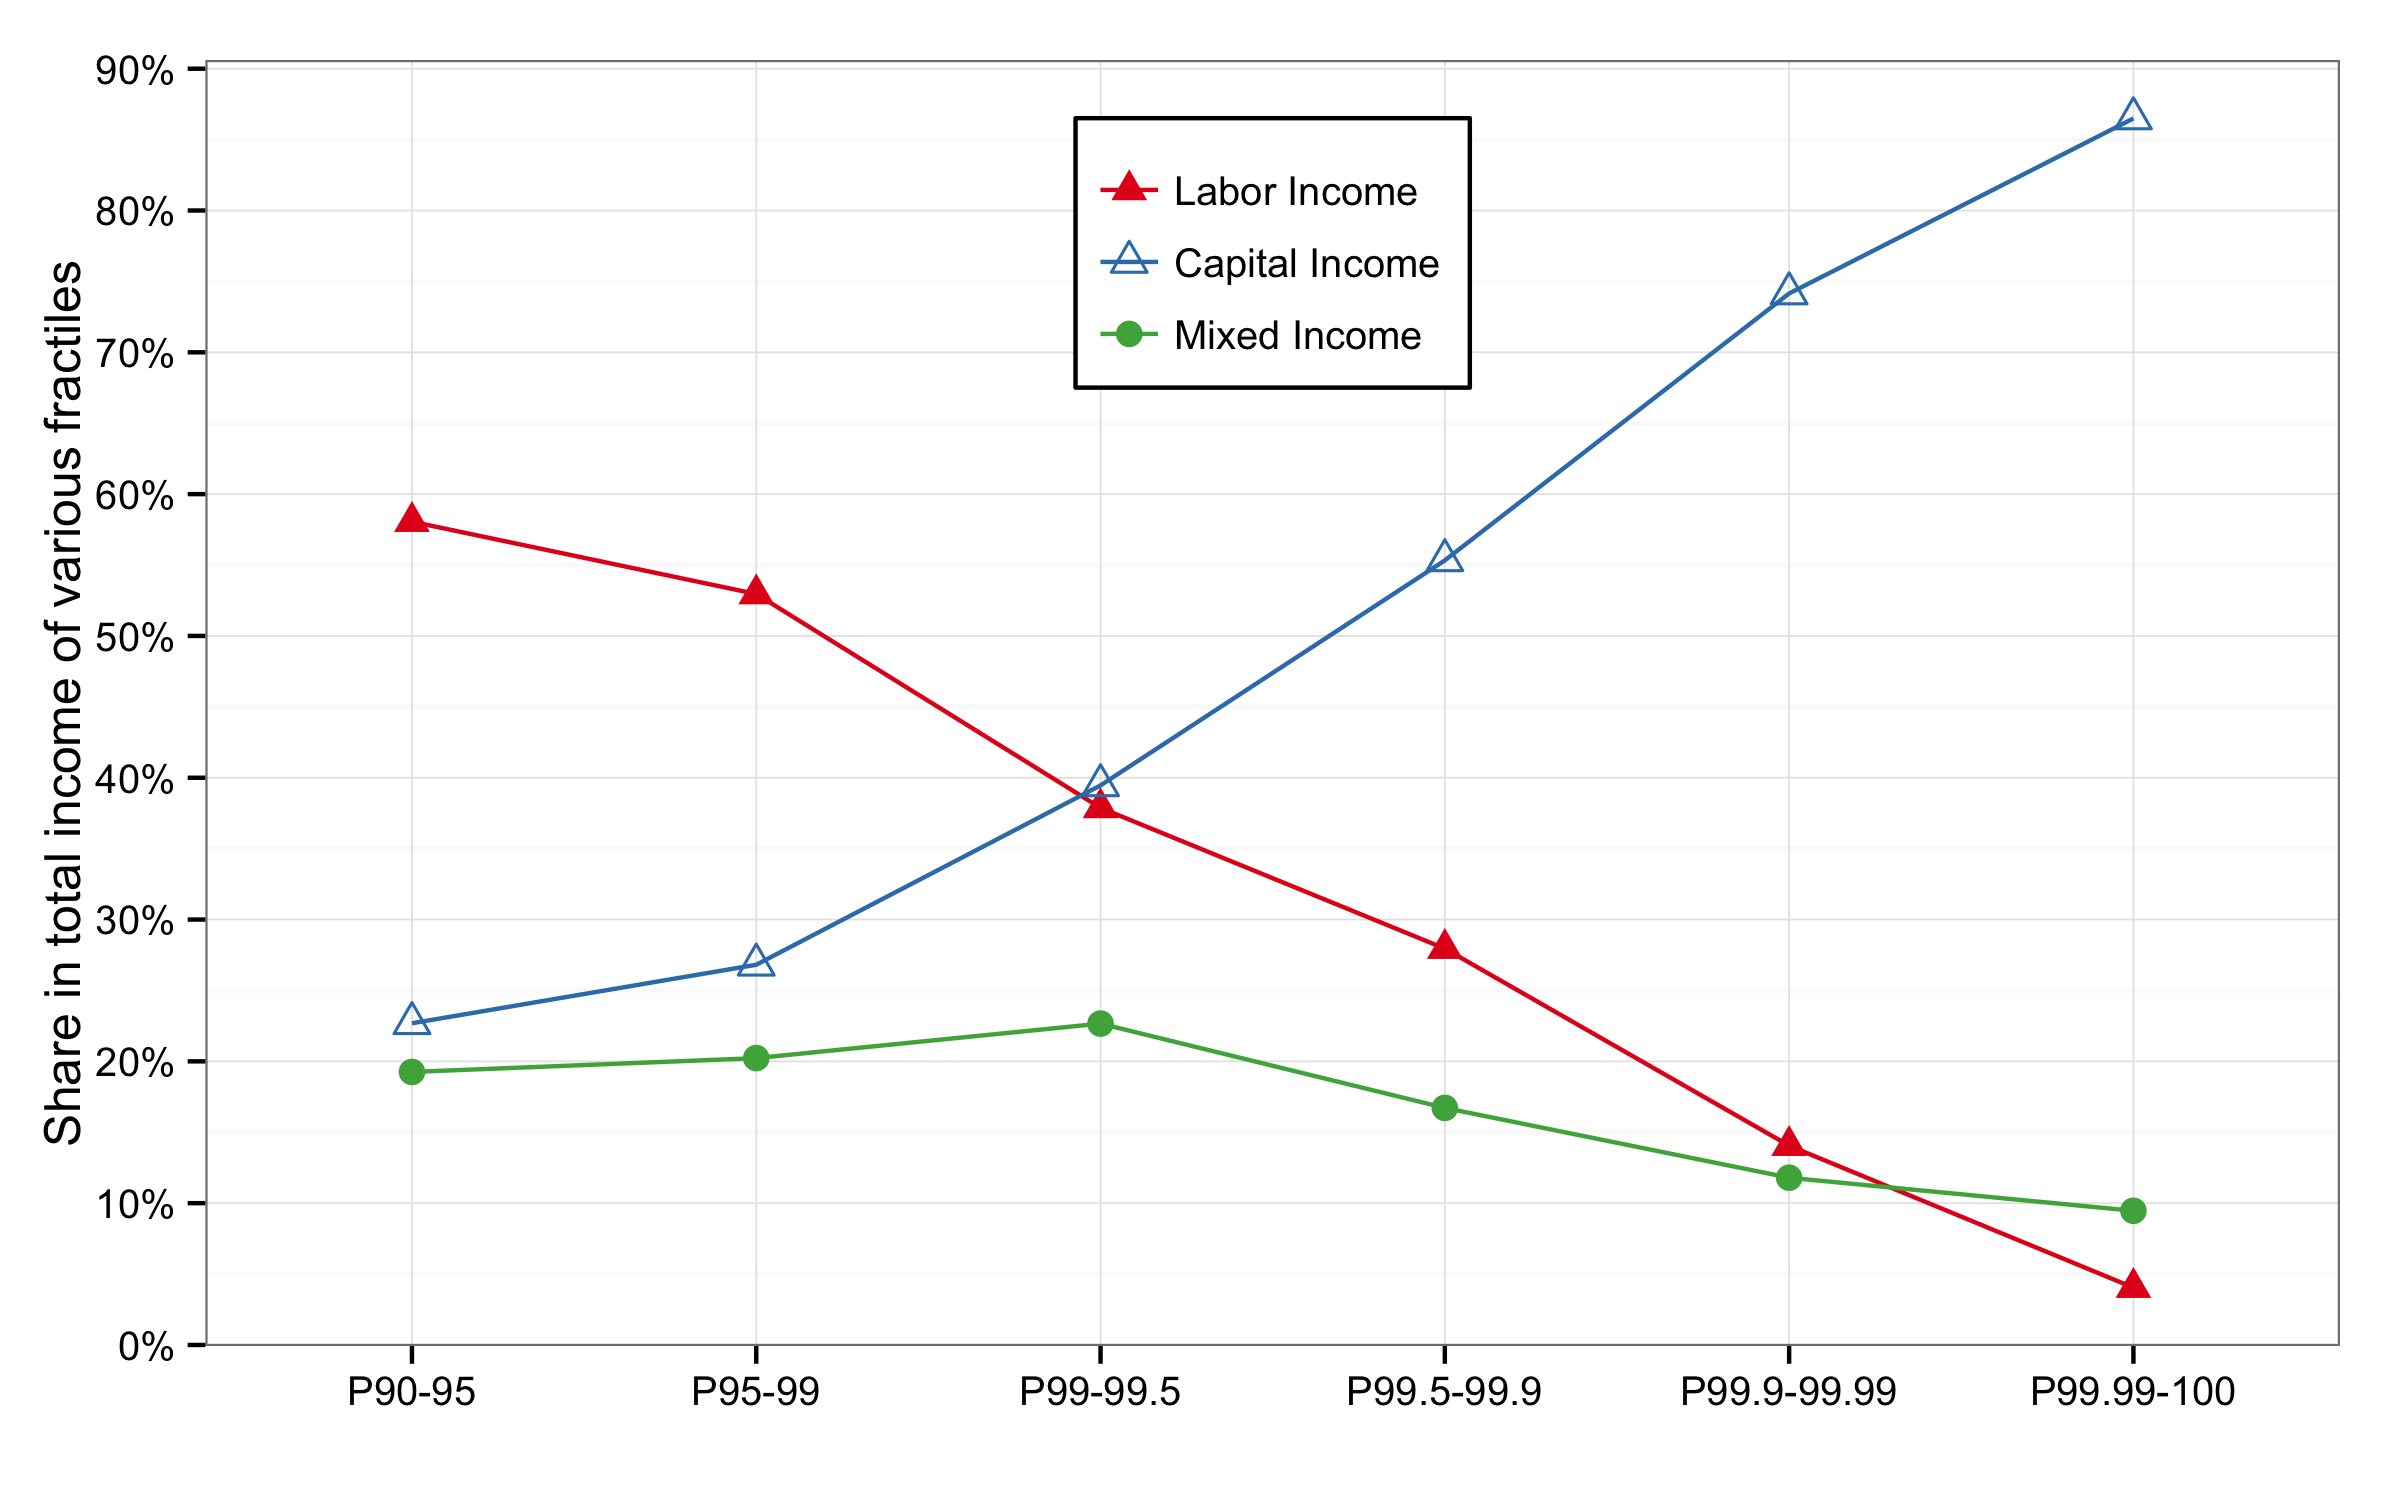 Share in total income of various fractiles
90%
80%
70%
60%
50%
40%
30%
20%
10%
0%
Labor Income
Capital Income
Mixed Income
P90-95
P95-99
P99-99.5
P99.5-99.9
P99.9-99.99
P99.99-100